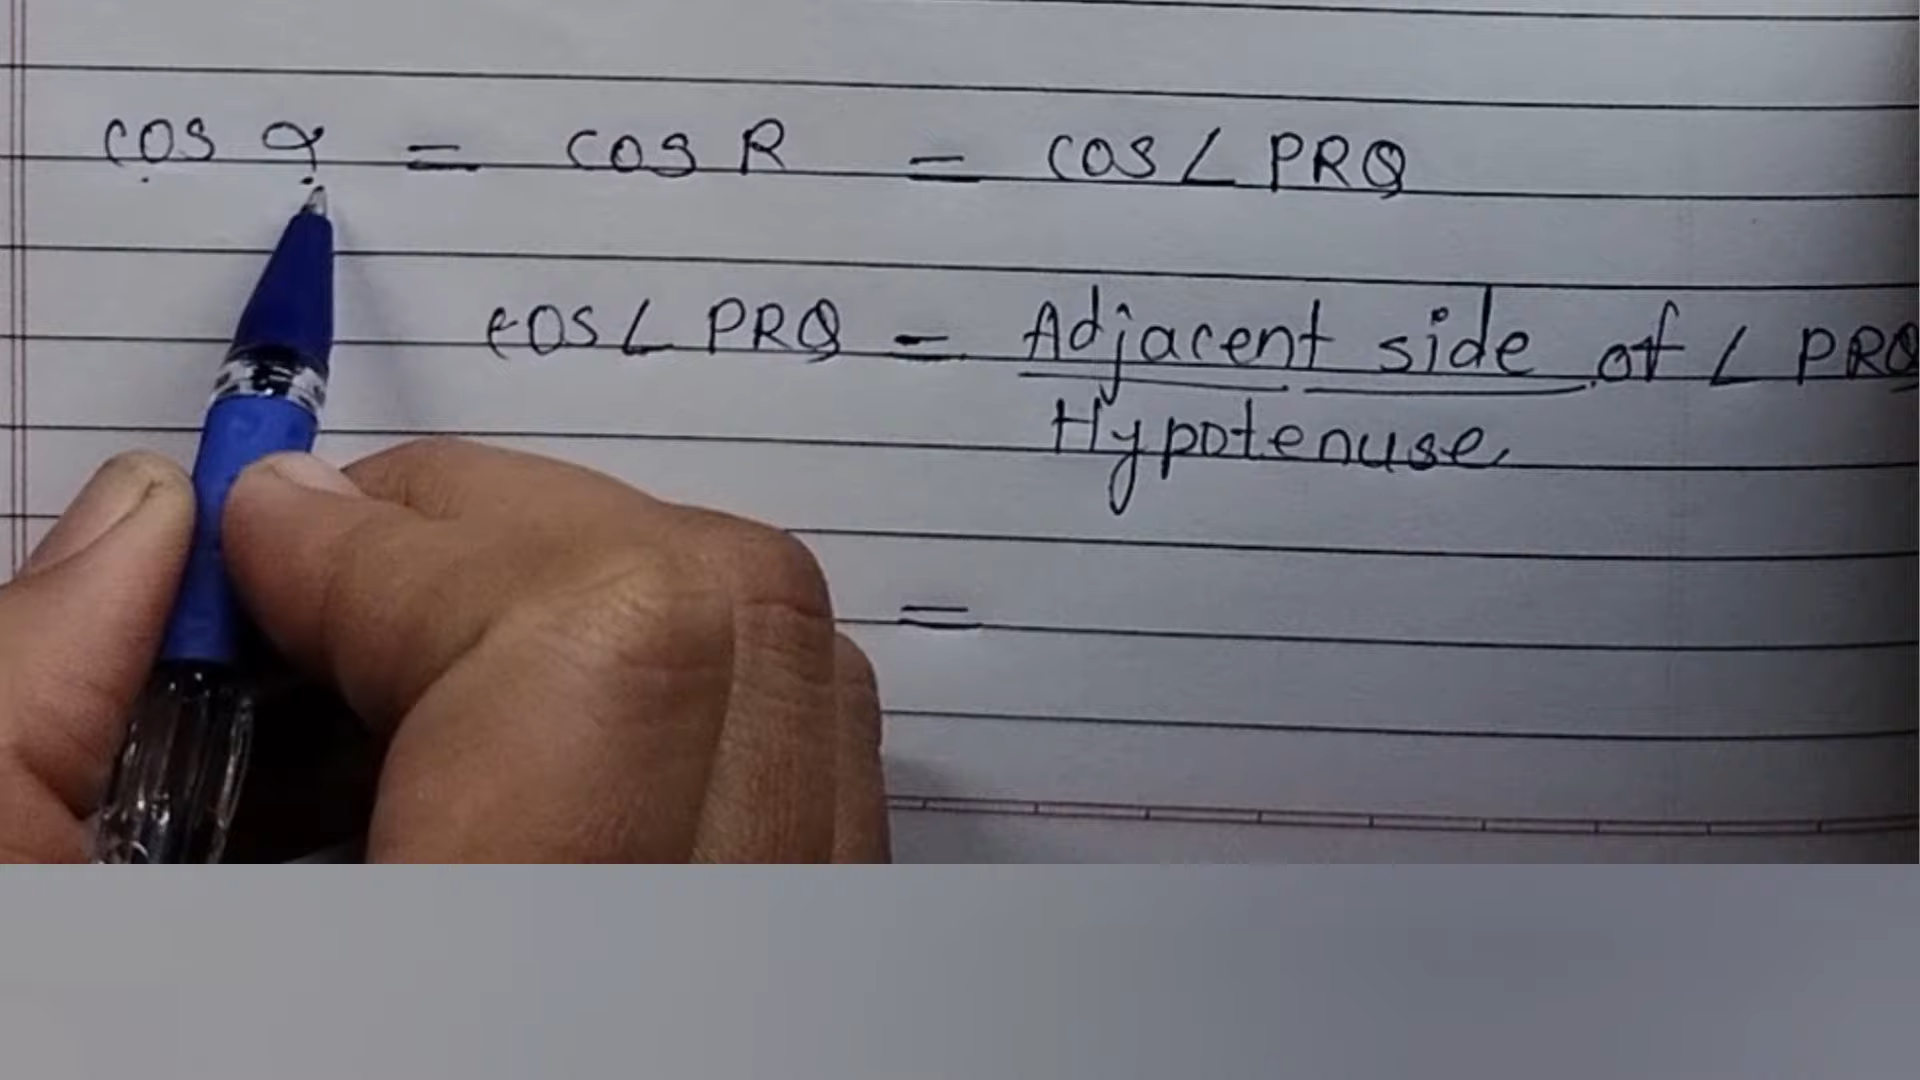 cos α = cos R = cos∠PRQ
cos∠PRQ = Adjacent side of ∠PRQ
Hypotenuse
=